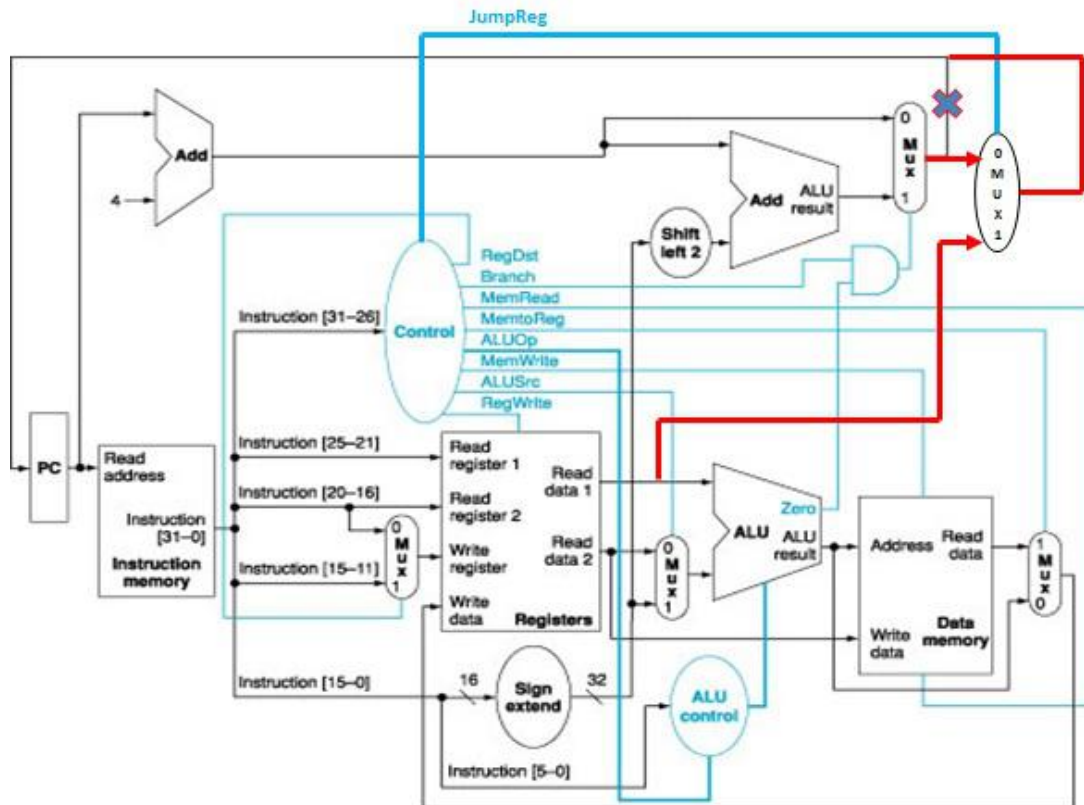 JumpReg
0
M
u
x
1
0
M
U
X
1
Add
4
Add
ALU
result
Shift
left 2
RegDst
Branch
MemRead
MemtoReg
ALUOp
MemWrite
ALUSrc
RegWrite
Instruction [31–26]
Control
PC
Read
address
Instruction
[31–0]
Instruction
memory
Instruction [25–21]
Instruction [20–16]
Instruction [15–11]
0
M
u
x
1
Read
register 1
Read
register 2
Write
register
Write
data
Read
data 1
Read
data 2
Registers
0
M
u
x
1
Zero
ALU
ALU
result
Address
Read
data
Write
data
Data
memory
1
M
u
x
0
Instruction [15–0]
16
Sign
extend
32
ALU
control
Instruction [5–0]